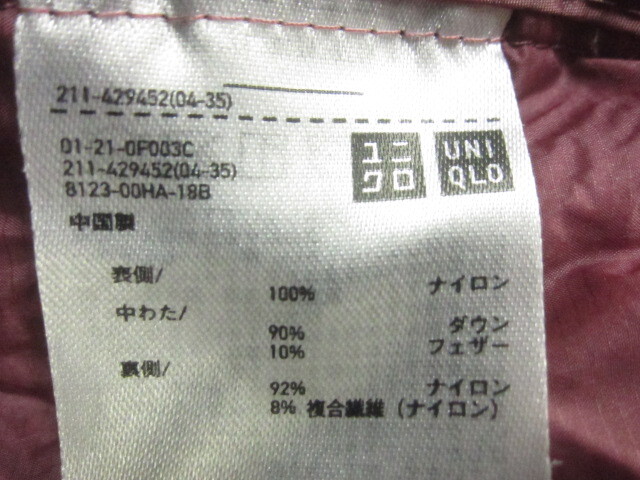 211-429452(04-35)
01-21-0F003C
211-429452(04-35)
8123-00HA-18B
ユニ
クロ
UNI
QLO
中国製
表側/
100% ナイロン
中わた/
90% ダウン
10% フェザー
裏側/
92% ナイロン
8% 複合繊維 (ナイロン)